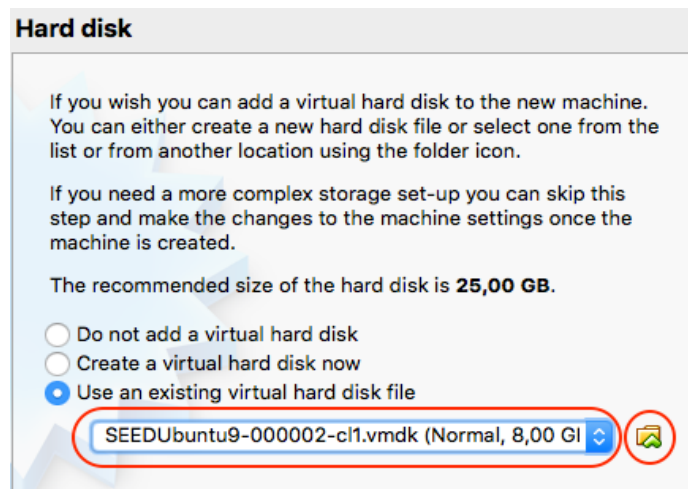 Hard disk
If you wish you can add a virtual hard disk to the new machine.
You can either create a new hard disk file or select one from the
list or from another location using the folder icon.
If you need a more complex storage set-up you can skip this
step and make the changes to the machine settings once the
machine is created.
The recommended size of the hard disk is 25,00 GB.
Do not add a virtual hard disk
Create a virtual hard disk now
Use an existing virtual hard disk file
SEEDUbuntu9-000002-cl1.vmdk (Normal, 8,00 GI